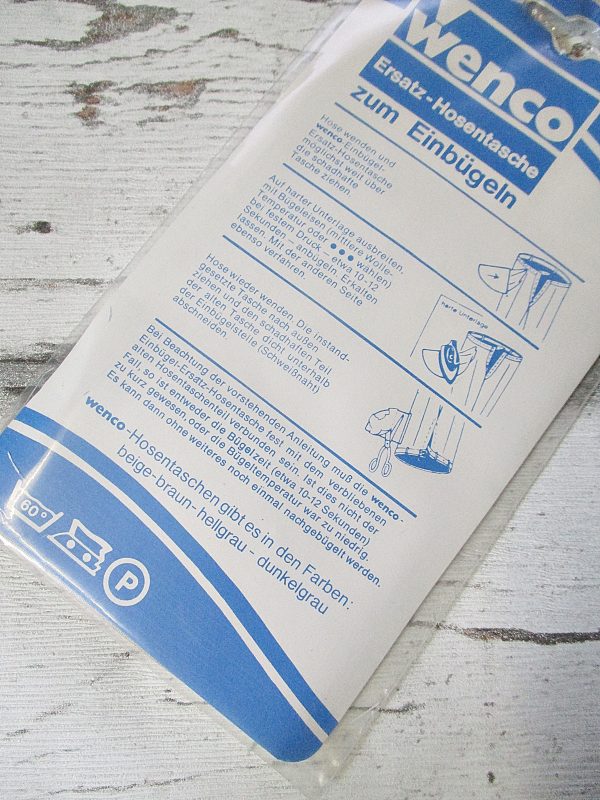 wenco
Ersatz-Hosentasche
zum Einbügeln
Hose wenden und
wenco-Einbügel-
Ersatz-Hosentasche
möglichst weit über
die schadhafte
Tasche ziehen.
Auf harter Unterlage ausbreiten,
mit Bügeleisen (mittlere Wolle-
Temperatur oder ●●● wählen)
Bei festem Druck – etwa 10-12
Sekunden – anbügeln. Erkalten
lassen. Mit der anderen Seite
ebenso verfahren.
harte Unterlage
Hose wieder wenden. Die instand-
gesetzte Tasche nach außen
ziehen und den schadhaften Teil
der alten Tasche dicht unterhalb
der Einbügelstelle (Schweißnaht)
abschneiden.
Bei Beachtung der vorstehenden Anleitung muß die wenco-
Einbügel-Ersatz-Hosentasche fest mit dem verbliebenen
alten Hosentaschenteil verbunden sein. Ist dies nicht der
Fall, so ist entweder die Bügelzeit (etwa 10-12 Sekunden)
zu kurz gewesen, oder die Bügeltemperatur war zu niedrig.
Es kann dann ohne weiteres noch einmal nachgebügelt werden.
wenco-Hosentaschen gibt es in den Farben:
beige-braun-hellgrau-dunkelgrau
60°
P